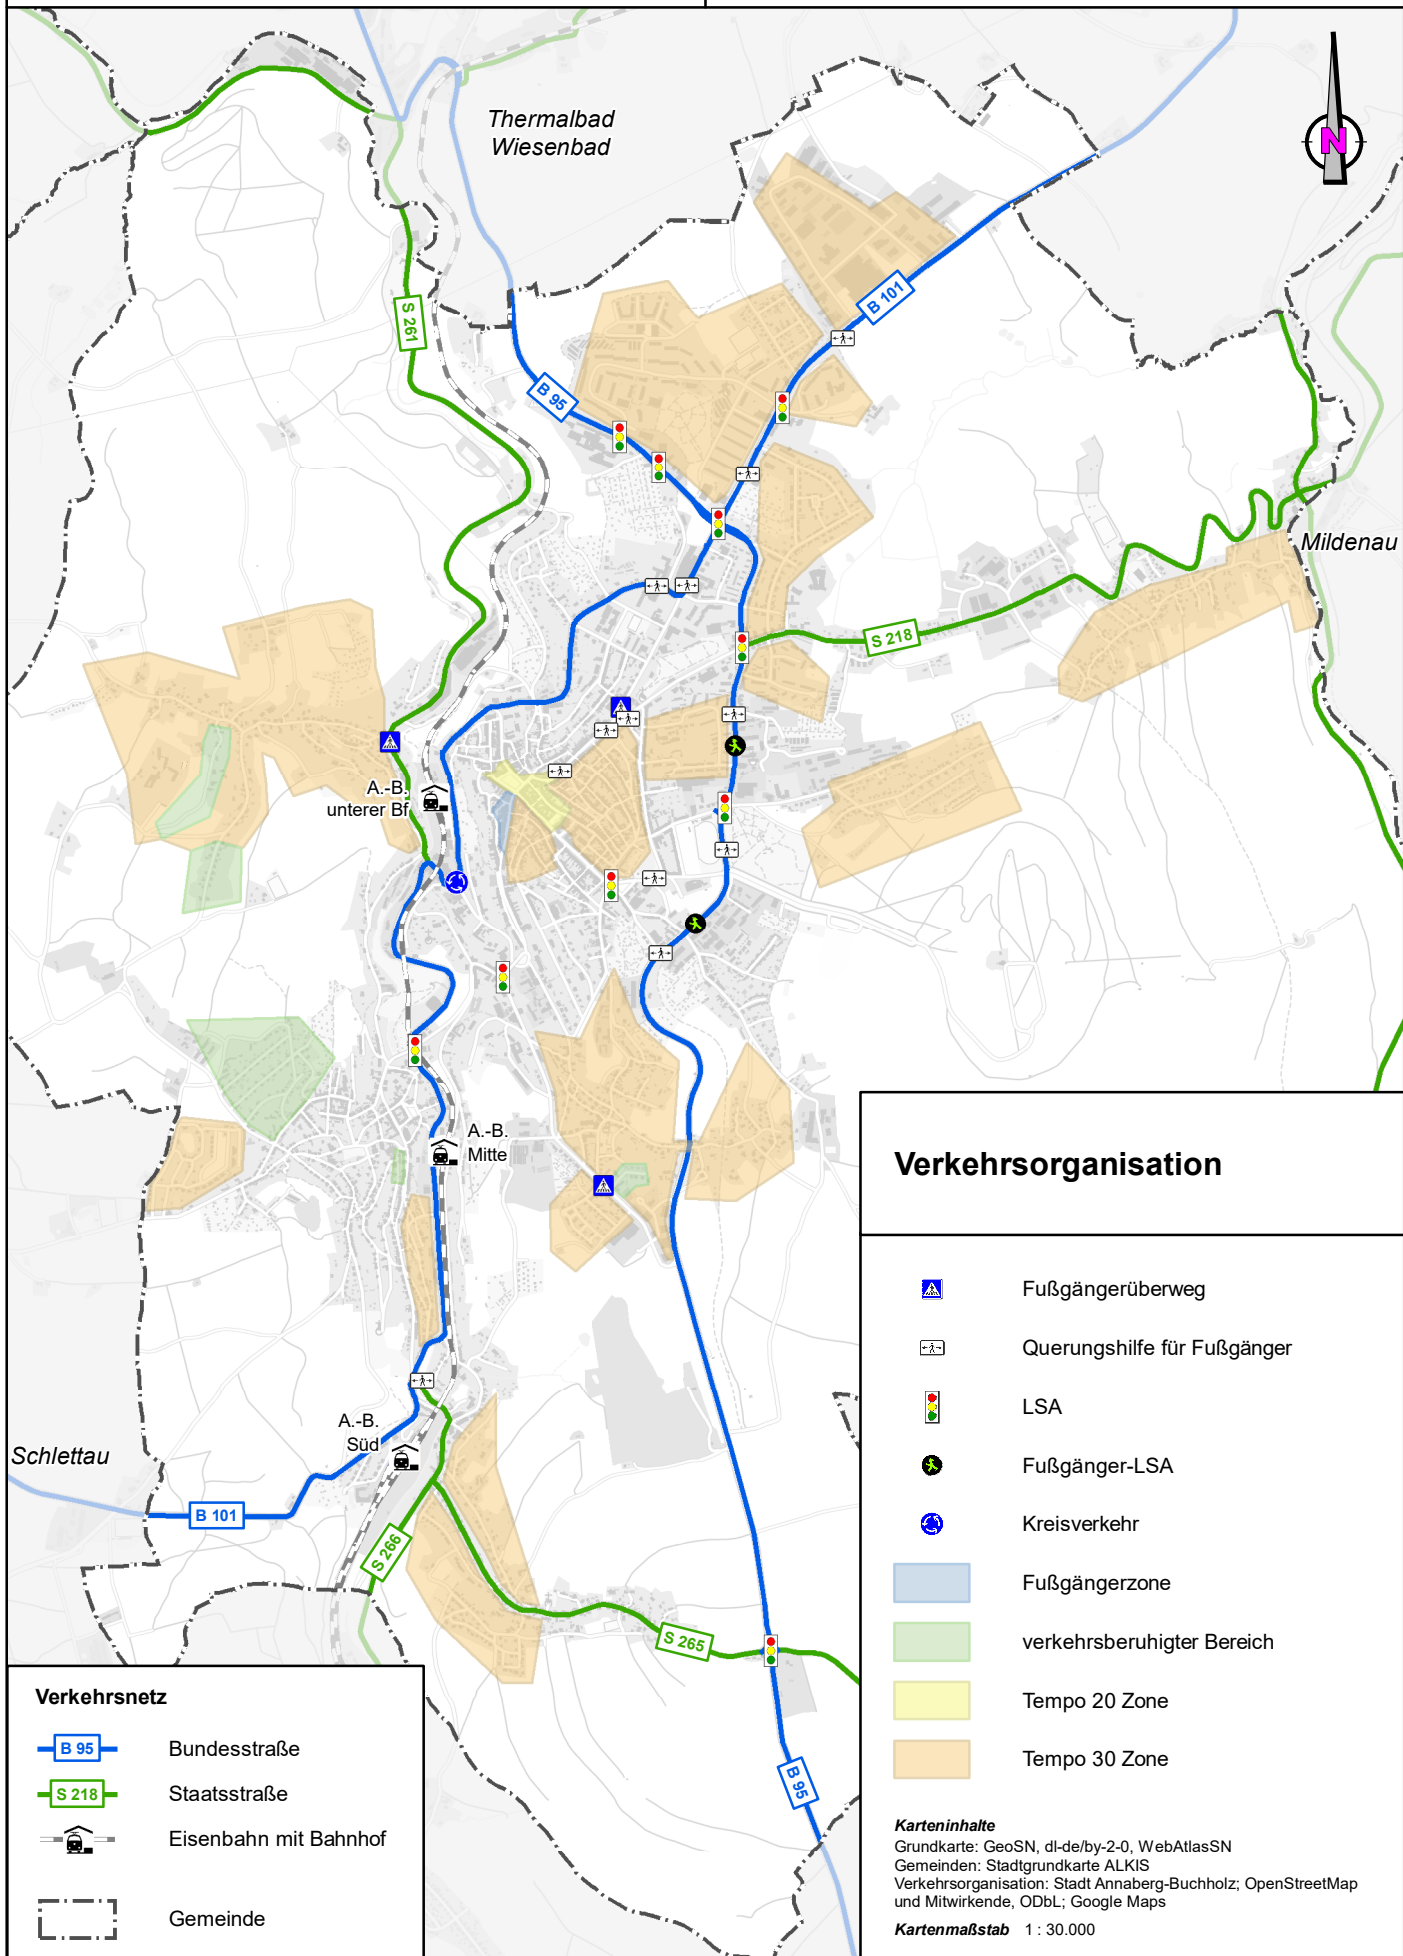 Thermalbad
Wiesenbad
N
S 261
B 101
B 95
Mildenau
S 218
A.-B.
unterer Bf
A.-B.
Mitte
A.-B.
Süd
Schlettau
B 101
S 266
S 265
B 95
Verkehrsorganisation
Fußgängerüberweg
Querungshilfe für Fußgänger
LSA
Fußgänger-LSA
Kreisverkehr
Fußgängerzone
verkehrsberuhigter Bereich
Tempo 20 Zone
Tempo 30 Zone
Karteninhalte
Grundkarte: GeoSN, dl-de/by-2-0, WebAtlasSN
Gemeinden: Stadtgrundkarte ALKIS
Verkehrsorganisation: Stadt Annaberg-Buchholz; OpenStreetMap
und Mitwirkende, ODbL; Google Maps
Kartenmaßstab 1 : 30.000
Verkehrsnetz
B 95 Bundesstraße
S 218 Staatsstraße
Eisenbahn mit Bahnhof
Gemeinde